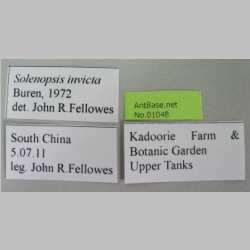 Solenopsis invicta
Buren, 1972
det. John R.Fellowes
AntBase.net
No.01048
South China
5.07.11
leg. John R.Fellowes
Kadoorie Farm &
Botanic Garden
Upper Tanks